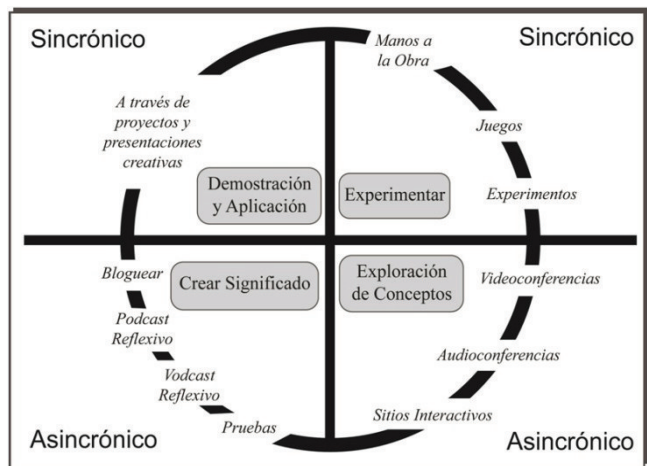 Sincrónico
Sincrónico
Manos a
la Obra
A través de
proyectos y
presentaciones
creativas
Juegos
Demostración
y Aplicación
Experimentar
Experimentos
Bloguear
Crear Significado
Exploración
de Conceptos
Videoconferencias
Podcast
Reflexivo
Vodcast
Reflexivo
Audioconferencias
Pruebas
Sitios Interactivos
Asincrónico
Asincrónico